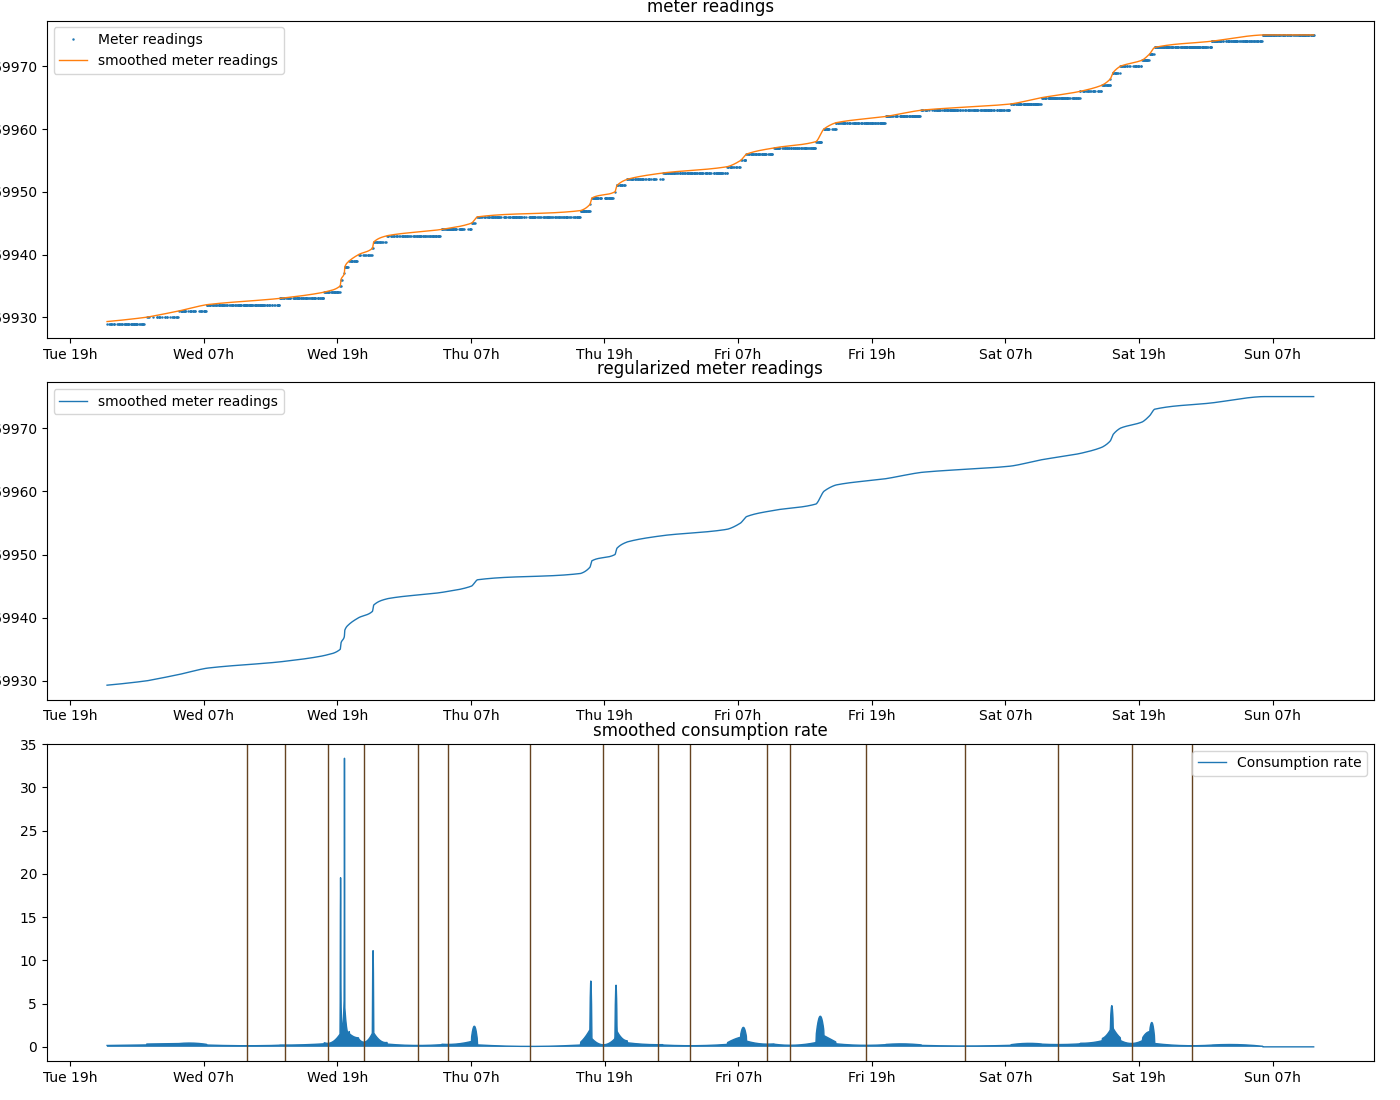 meter readings
Meter readings
smoothed meter readings
9970
9960
9950
9940
9930
Tue 19h Wed 07h Wed 19h Thu 07h Thu 19h Fri 07h Fri 19h Sat 07h Sat 19h Sun 07h
regularized meter readings
smoothed meter readings
9970
9960
9950
9940
9930
Tue 19h Wed 07h Wed 19h Thu 07h Thu 19h Fri 07h Fri 19h Sat 07h Sat 19h Sun 07h
smoothed consumption rate
35
Consumption rate
30
25
20
15
10
5
0
Tue 19h Wed 07h Wed 19h Thu 07h Thu 19h Fri 07h Fri 19h Sat 07h Sat 19h Sun 07h